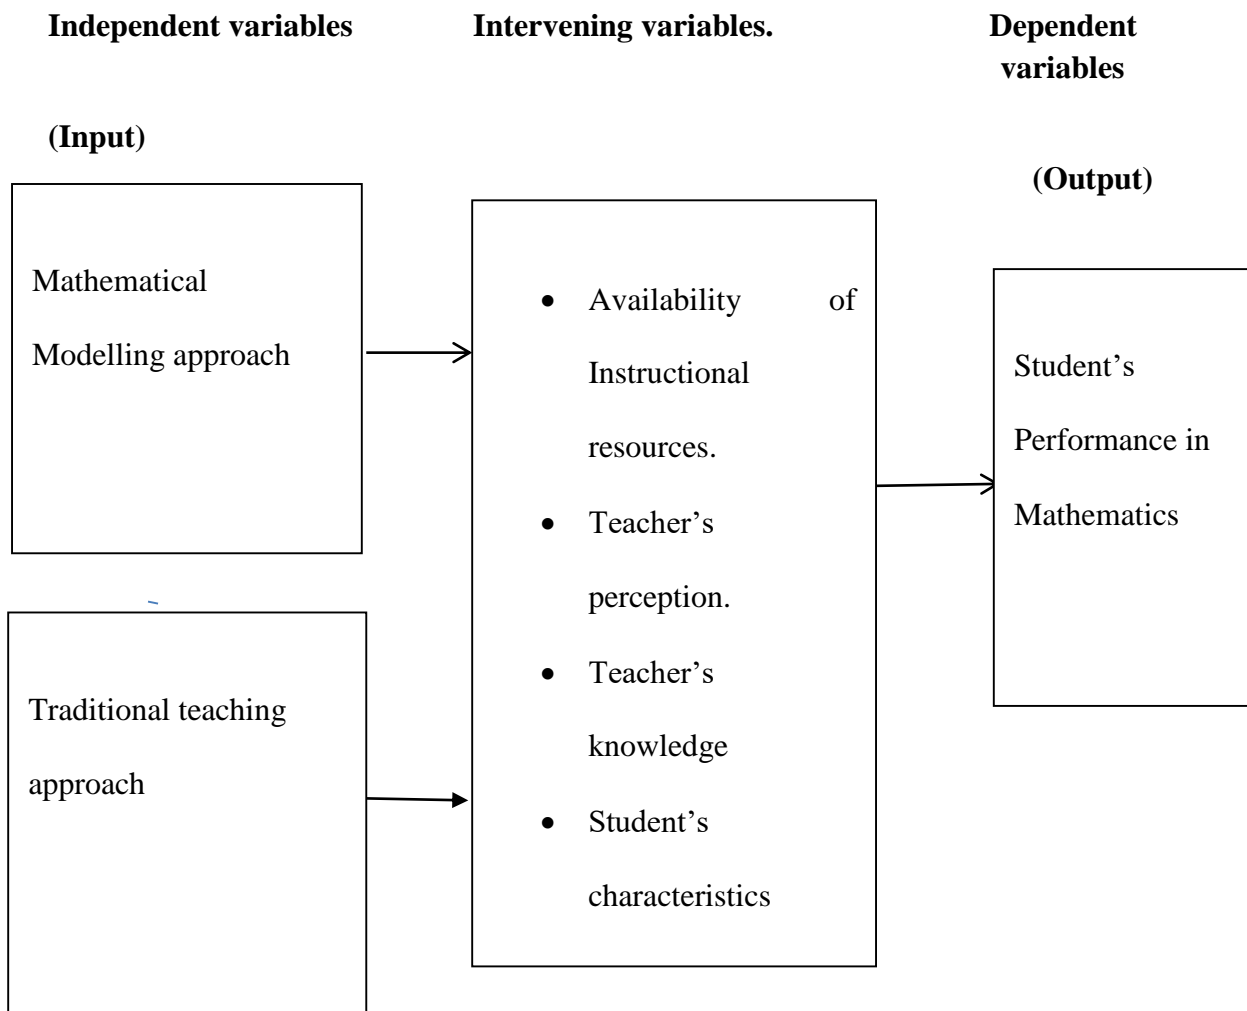 Independent variables
Intervening variables.
Dependent
variables
(Input)
(Output)
Mathematical
Modelling approach
Traditional teaching
approach
• Availability of
Instructional
resources.
• Teacher’s
perception.
• Teacher’s
knowledge
• Student’s
characteristics
Student’s
Performance in
Mathematics